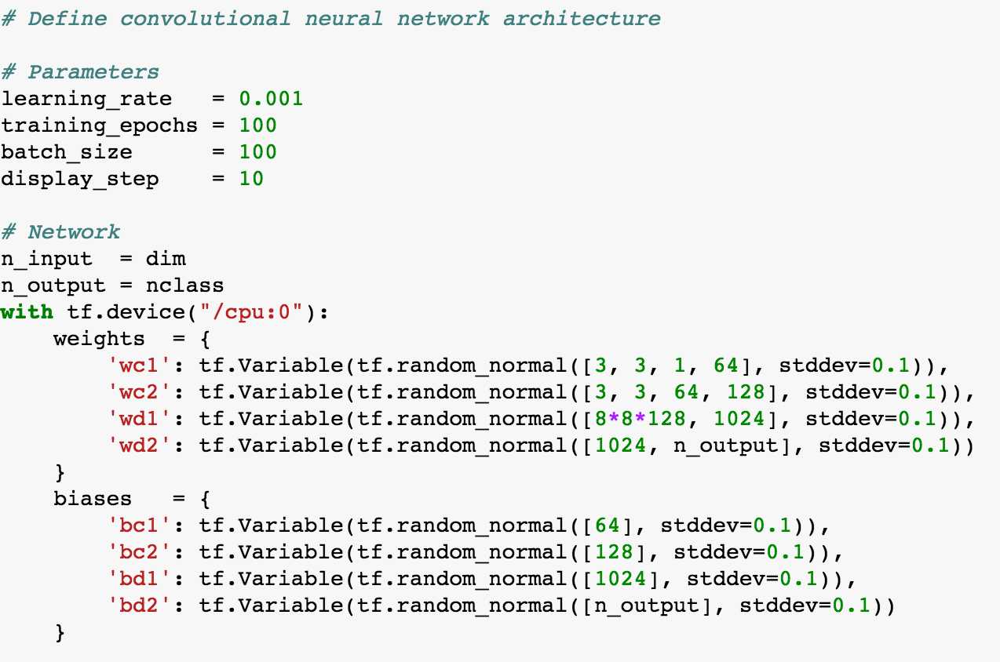 # Define convolutional neural network architecture

# Parameters
learning_rate   = 0.001
training_epochs = 100
batch_size      = 100
display_step    = 10

# Network
n_input  = dim
n_output = nclass
with tf.device("/cpu:0"):
    weights  = {
        'wc1': tf.Variable(tf.random_normal([3, 3, 1, 64], stddev=0.1)),
        'wc2': tf.Variable(tf.random_normal([3, 3, 64, 128], stddev=0.1)),
        'wd1': tf.Variable(tf.random_normal([8*8*128, 1024], stddev=0.1)),
        'wd2': tf.Variable(tf.random_normal([1024, n_output], stddev=0.1))
    }
    biases   = {
        'bc1': tf.Variable(tf.random_normal([64], stddev=0.1)),
        'bc2': tf.Variable(tf.random_normal([128], stddev=0.1)),
        'bd1': tf.Variable(tf.random_normal([1024], stddev=0.1)),
        'bd2': tf.Variable(tf.random_normal([n_output], stddev=0.1))
    }